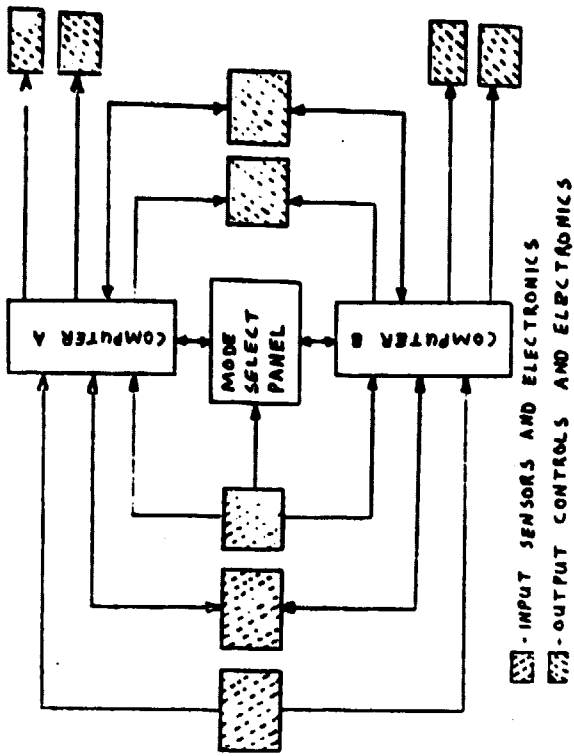 COMPUTER A
MODE
SELECT
PANEL
COMPUTER B
- INPUT SENSORS AND ELECTRONICS
- OUTPUT CONTROLS AND ELECTRONICS